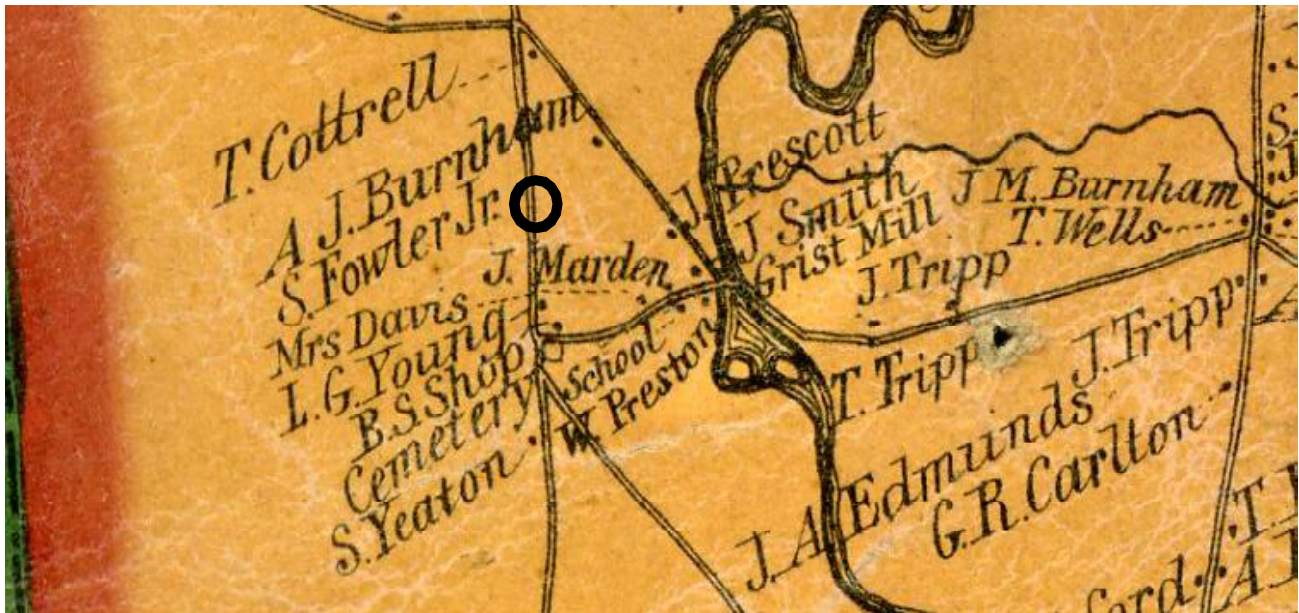 T. Cottrell
A J. Burnham
S. Fowler Jr.
J. Marden
Mrs Davis
L. G. Young
B. S. Shop
Cemetery
S. Yeaton
School
W Preston
J. Prescott
J Smith
Grist Mill
J. Tripp
J M. Burnham
T. Wells
T. Tripp
J. Tripp
J. A. Edmunds
G. R. Carlton